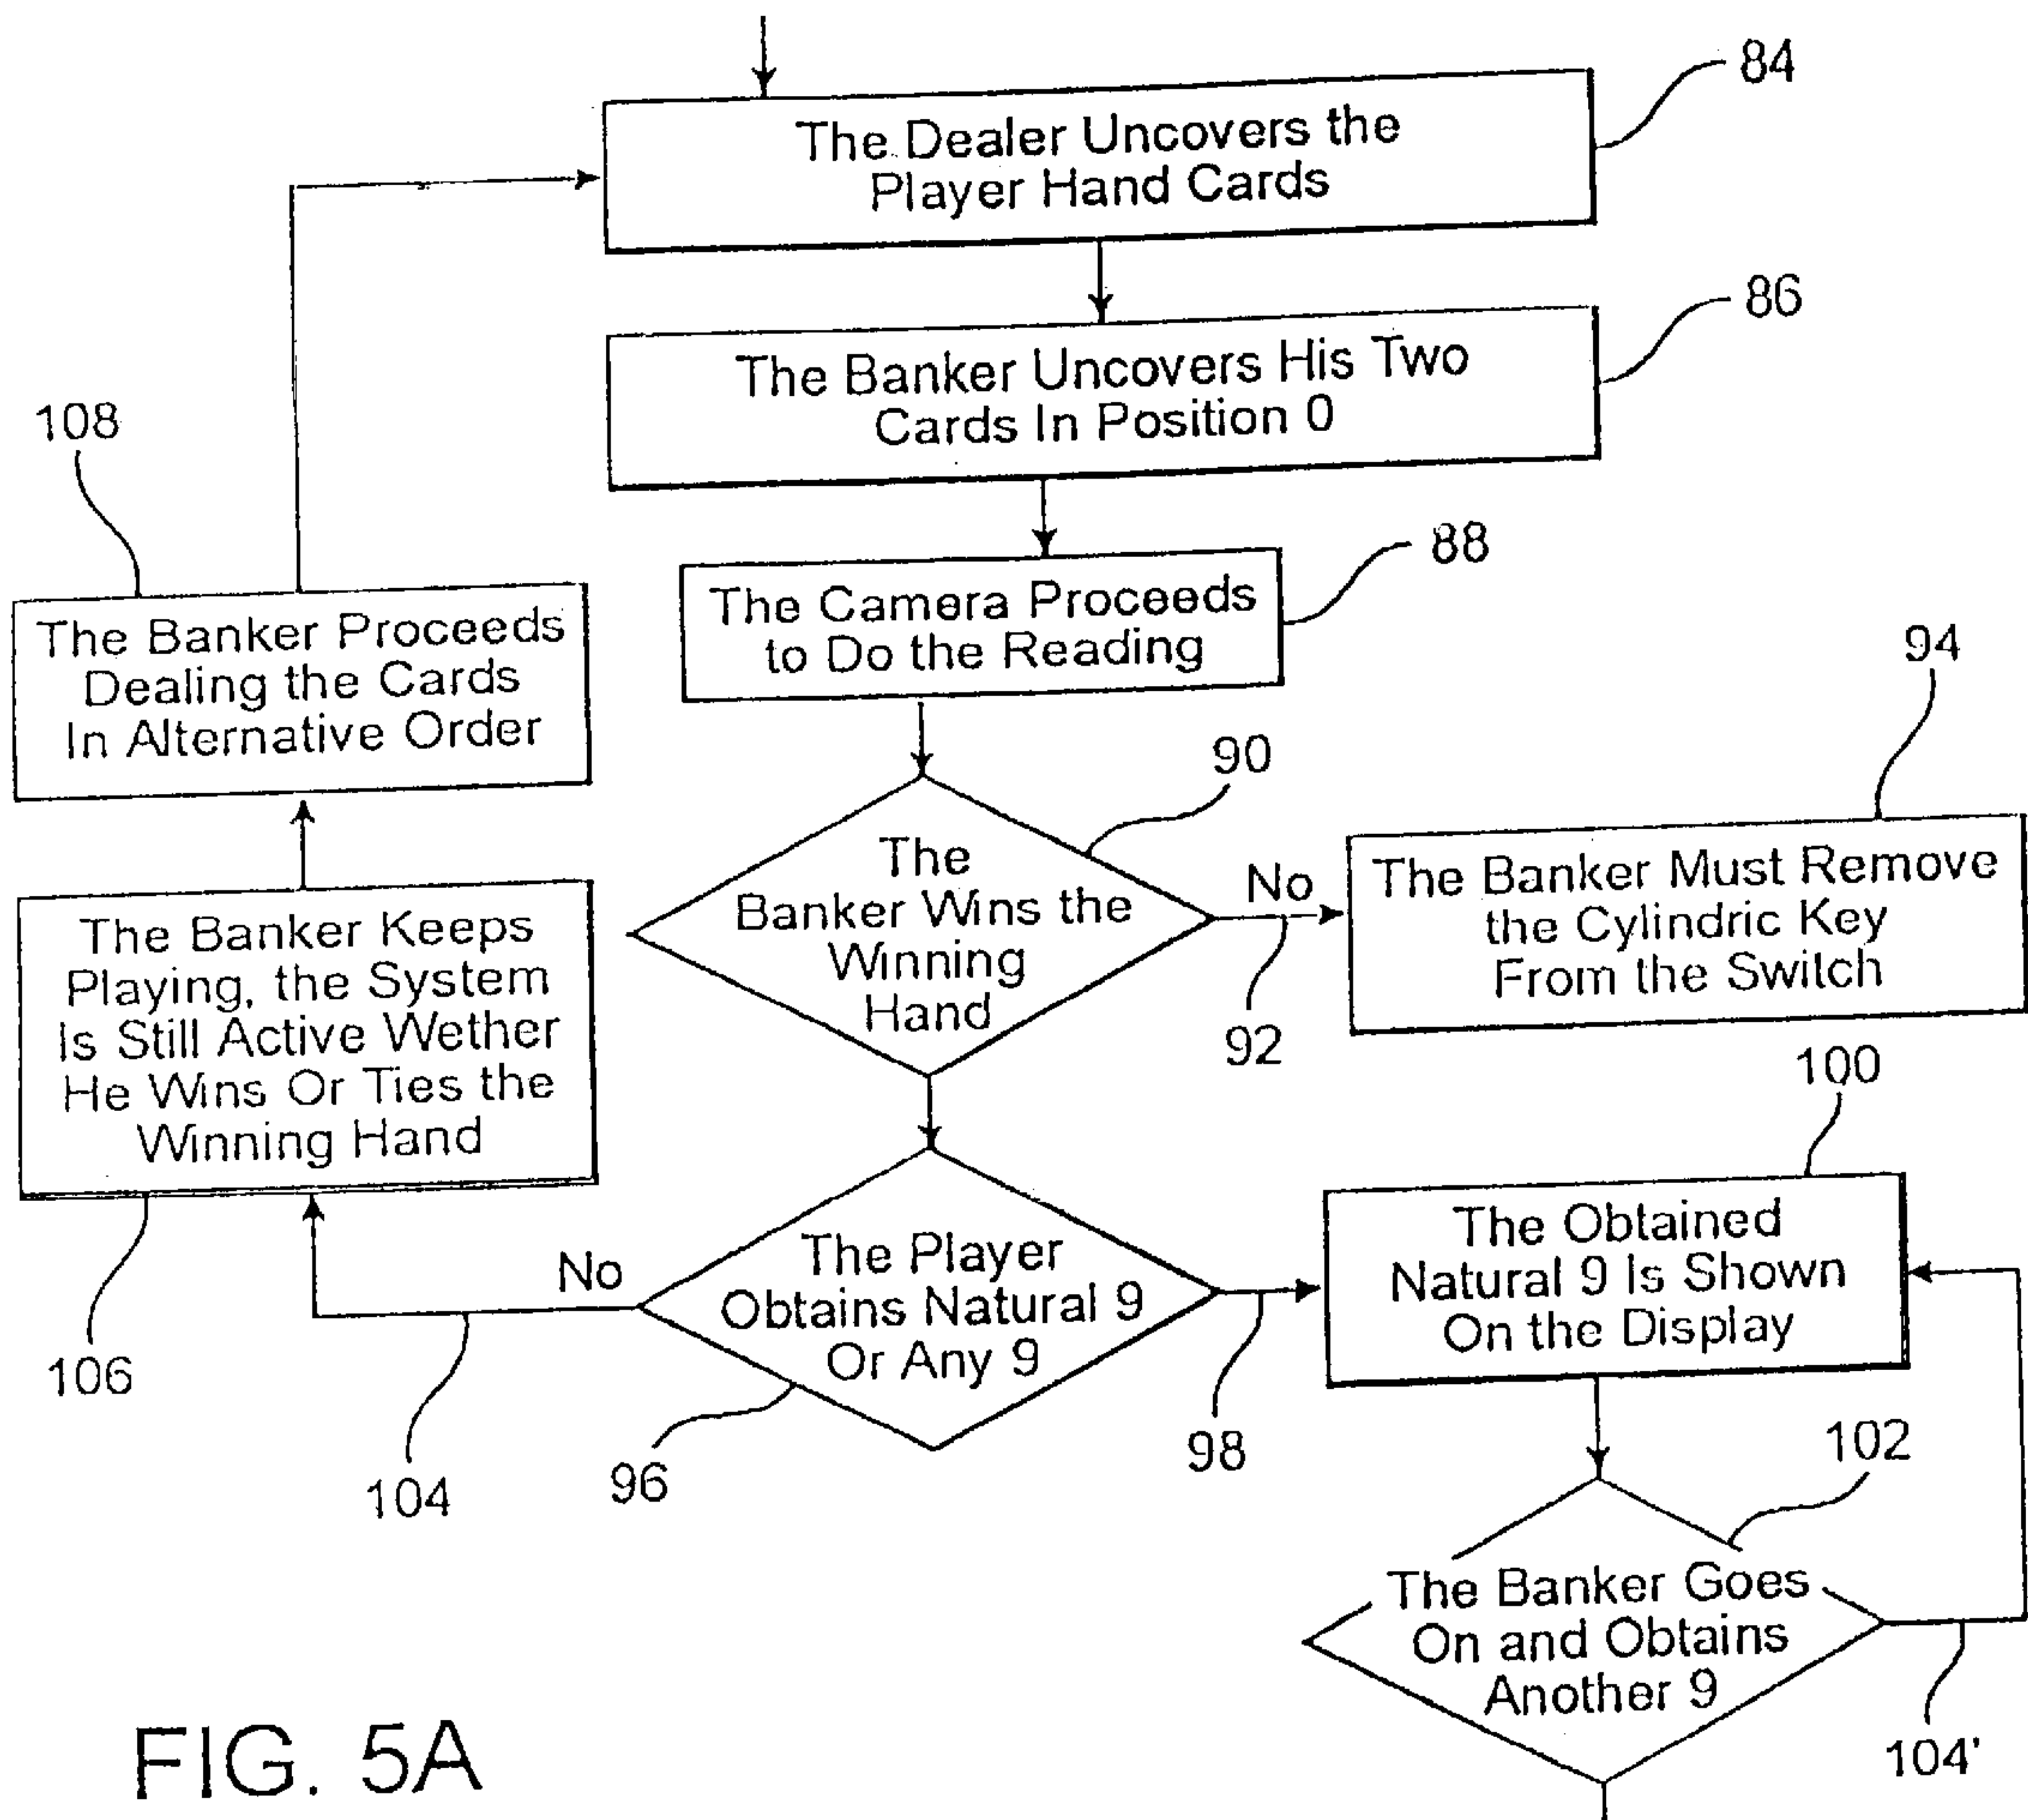 84
The Dealer Uncovers the
Player Hand Cards
86
The Banker Uncovers His Two
Cards In Position 0
88
The Camera Proceeds
to Do the Reading
108
The Banker Proceeds
Dealing the Cards
In Alternative Order
90
The
Banker Wins the
Winning
Hand
No
92
94
The Banker Must Remove
the Cylindric Key
From the Switch
The Banker Keeps
Playing, the System
Is Still Active Wether
He Wins Or Ties the
Winning Hand
106
No
104
The Player
Obtains Natural 9
Or Any 9
96
98
100
The Obtained
Natural 9 Is Shown
On the Display
102
The Banker Goes
On and Obtains
Another 9
104'
FIG. 5A